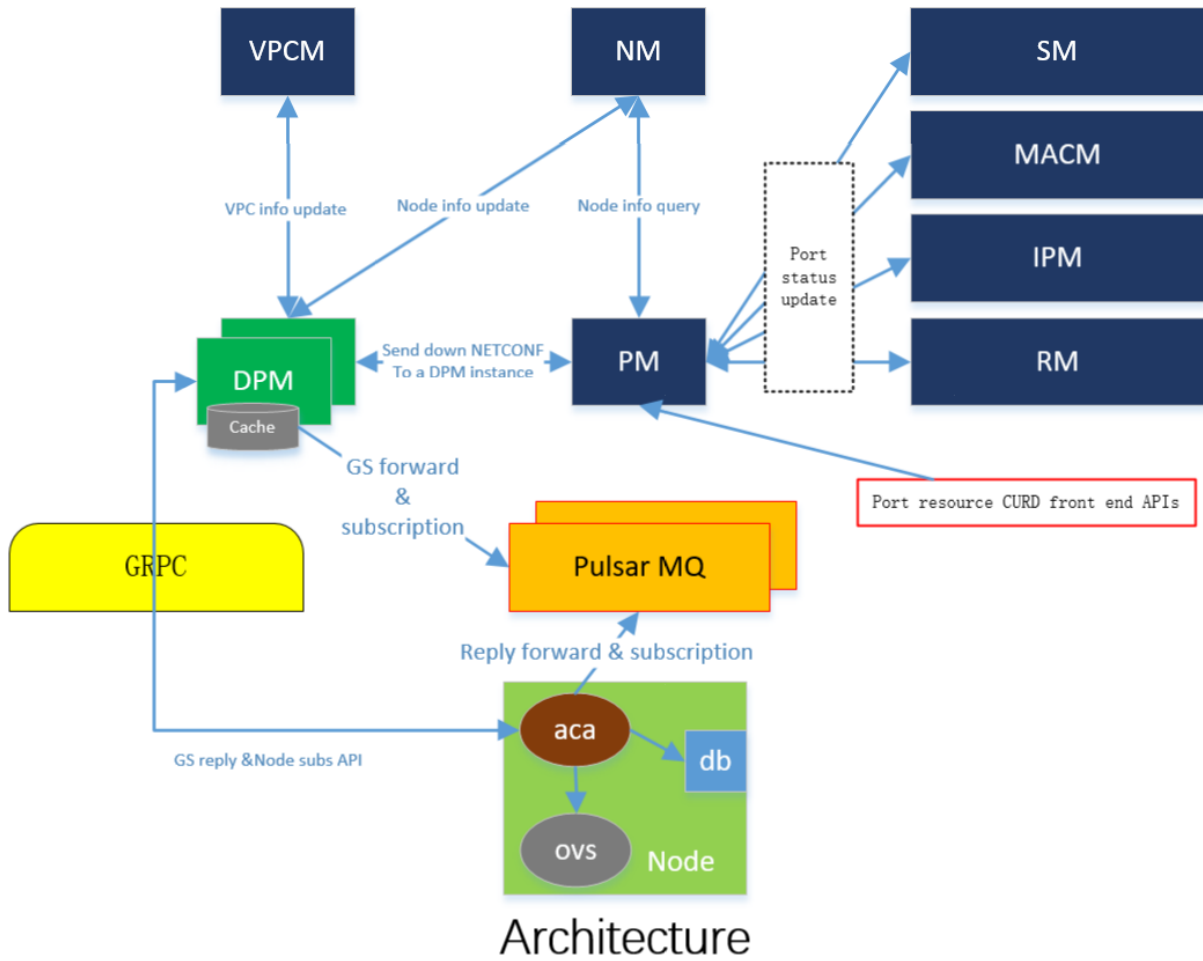 VPCM
NM
SM
MACM
VPC info update
Node info update
Node info query
Port
status
update
IPM
DPM
Cache
Send down NETCONF
To a DPM instance
PM
RM
GS forward
&
subscription
Port resource CURD front end APIs
GRPC
Pulsar MQ
Reply forward & subscription
aca
db
GS reply &Node subs API
ovs
Node
Architecture